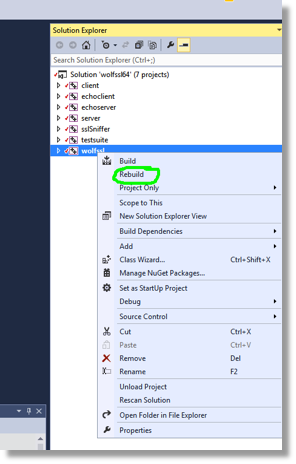 Solution Explorer
Search Solution Explorer (Ctrl+;)
Solution 'wolfssl64' (7 projects)
client
echoclient
echoserver
server
sslSniffer
testsuite
wolfssl
Build
Rebuild
Project Only
Scope to This
New Solution Explorer View
Build Dependencies
Add
Class Wizard... Ctrl+Shift+X
Manage NuGet Packages...
Set as StartUp Project
Debug
Source Control
Cut Ctrl+X
Paste Ctrl+V
Remove Del
Rename F2
Unload Project
Rescan Solution
Open Folder in File Explorer
Properties